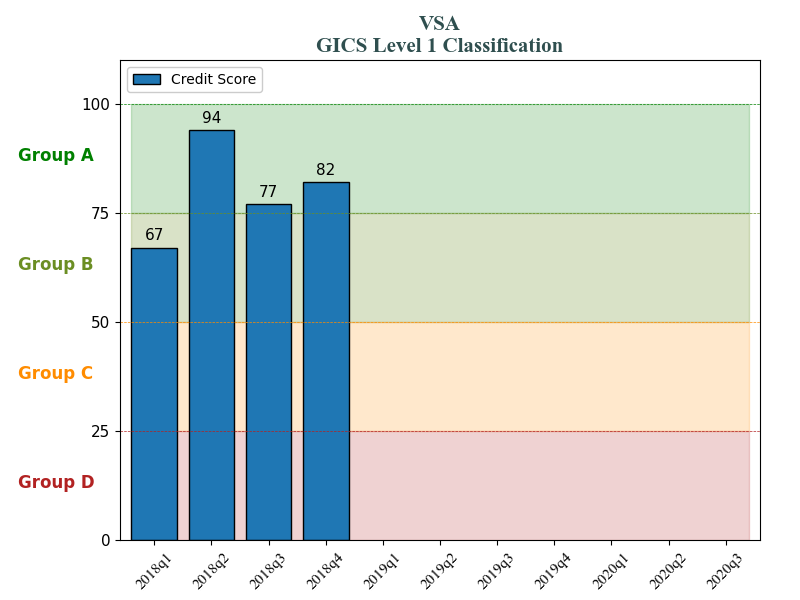 VSA
GICS Level 1 Classification
Credit Score
100
94
82
77
Group A
75
67
Group B
50
Group C
25
Group D
0
2018q1 2018q2 2018q3 2018q4 2019q1 2019q2 2019q3 2019q4 2020q1 2020q2 2020q3